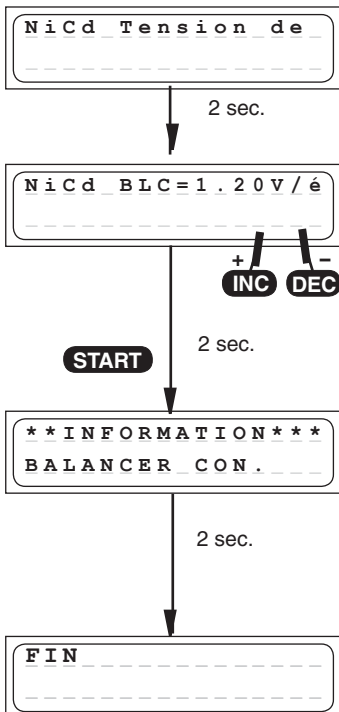 NiCd Tension de
2 sec.
NiCd BLC=1.20V/é
+ -
INC DEC
START
2 sec.
**INFORMATION***
BALANCER CON.
2 sec.
FIN